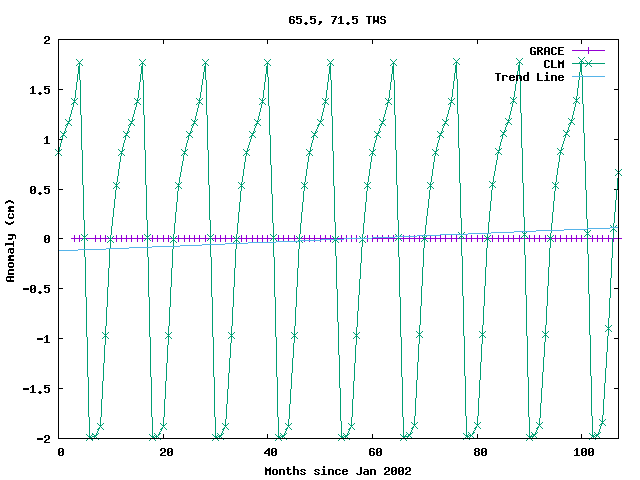 65.5, 71.5 TWS
GRACE
CLM
Trend Line
2
1.5
1
0.5
0
-0.5
-1
-1.5
-2
Anomaly (cm)
0 20 40 60 80 100
Months since Jan 2002